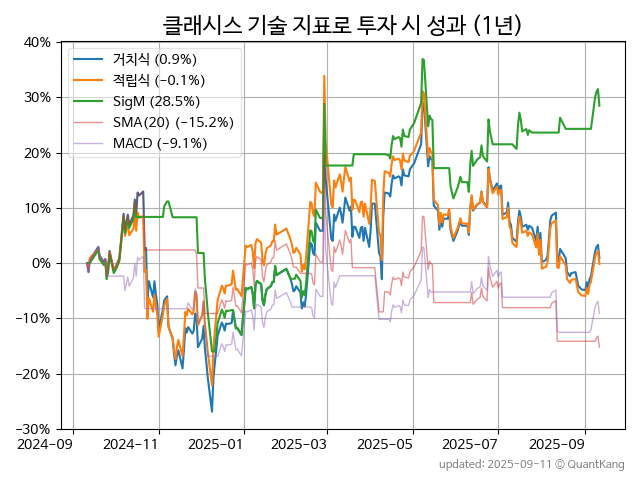 클래시스 기술 지표로 투자 시 성과 (1년)
40%
30%
20%
10%
0%
−10%
−20%
−30%
거치식 (0.9%)
적립식 (−0.1%)
SigM (28.5%)
SMA(20) (−15.2%)
MACD (−9.1%)
2024-09
2024-11
2025-01
2025-03
2025-05
2025-07
2025-09
updated: 2025-09-11 © QuantKang